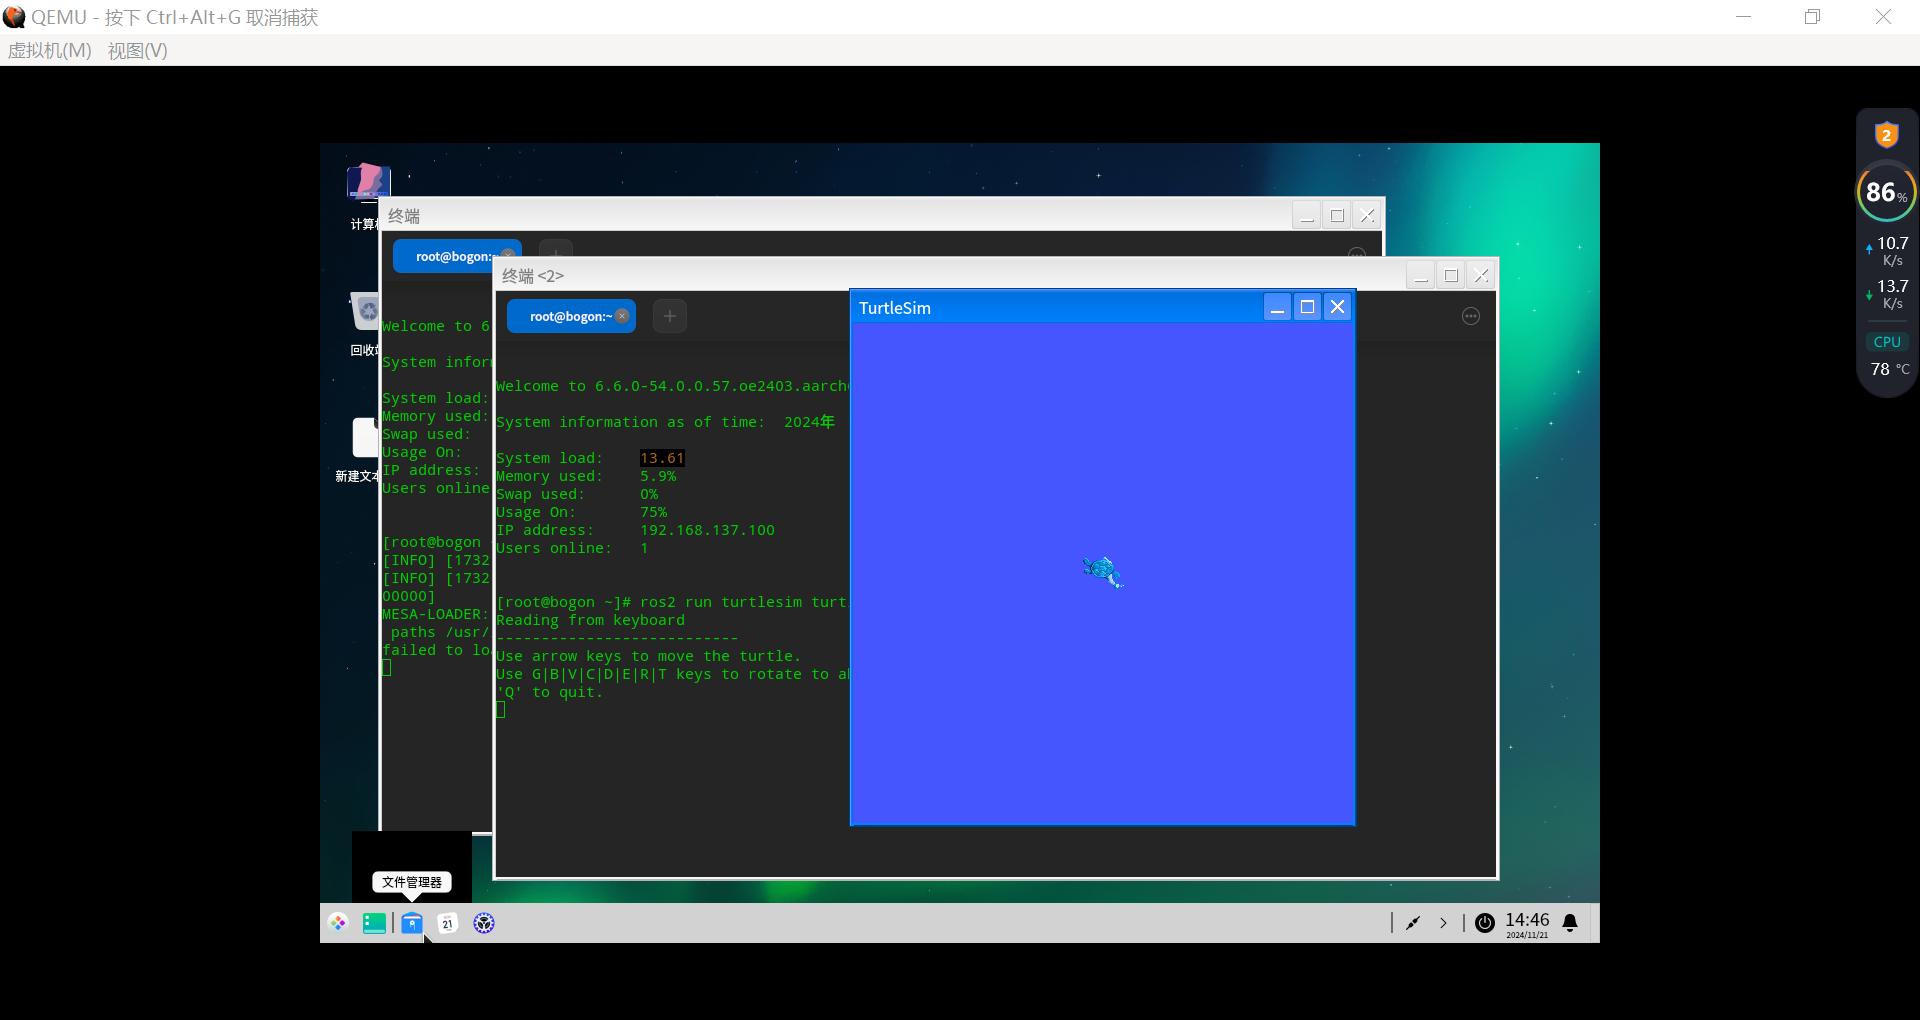 QEMU - 按下 Ctrl+Alt+G 取消捕获
虚拟机(M) 视图(V)
2
86%
10.7
K/s
13.7
K/s
CPU
78 °C
计算
回收
新建文本
终端
root@bogon:~
Welcome to 6
System infor
System load:
Memory used:
Swap used:
Usage On:
IP address:
Users online
[root@bogon
[INFO] [1732
[INFO] [1732
00000]
MESA-LOADER:
paths /usr/
failed to lo
终端 <2>
root@bogon:~
Welcome to 6.6.0-54.0.0.57.oe2403.aarch
System information as of time: 2024年
System load: 13.61
Memory used: 5.9%
Swap used: 0%
Usage On: 75%
IP address: 192.168.137.100
Users online: 1
[root@bogon ~]# ros2 run turtlesim turt
Reading from keyboard
---------------------------
Use arrow keys to move the turtle.
Use G|B|V|C|D|E|R|T keys to rotate to a
'Q' to quit.
TurtleSim
文件管理器
21
14:46
2024/11/21